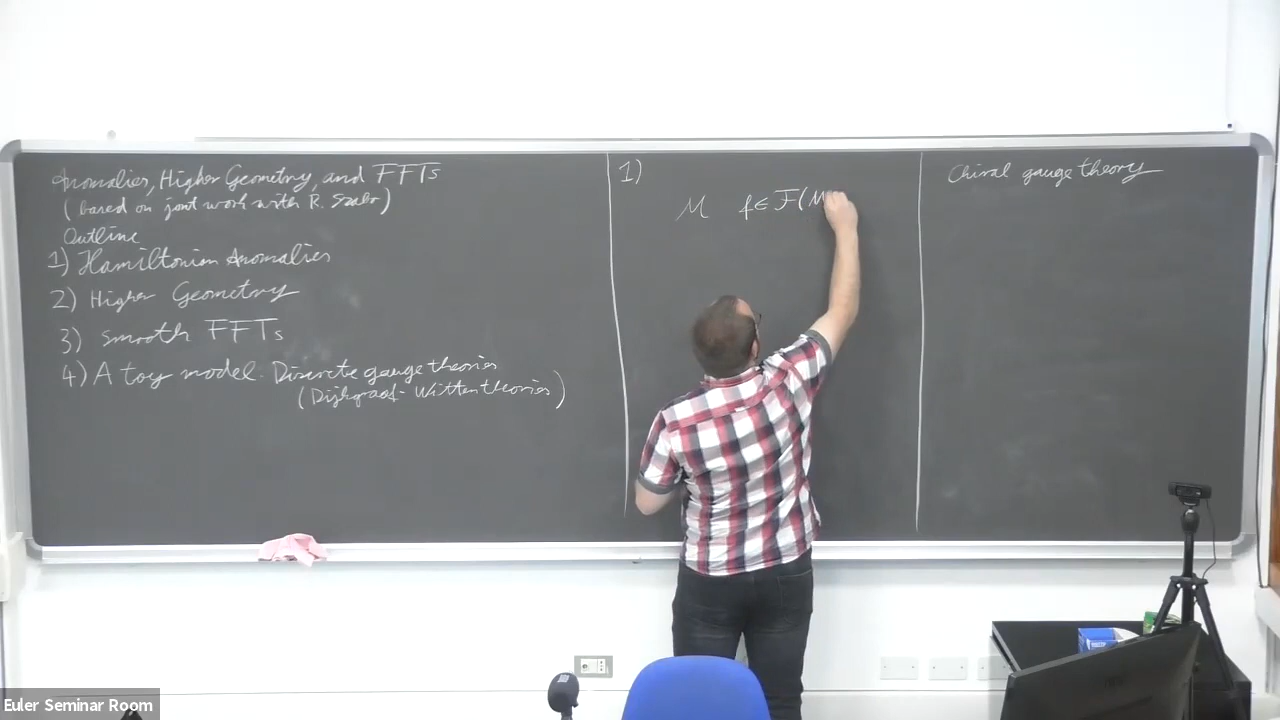 Anomalies, Higher Geometry, and FFTs
(based on joint work with R. Szabo)
Outline
1) Hamiltonian Anomalies
2) Higher Geometry
3) Smooth FFTs
4) A toy model: Discrete gauge theories
(Dijkgraaf-Witten theories)
1)
M f ∈ F(M
Chiral gauge theory
Euler Seminar Room